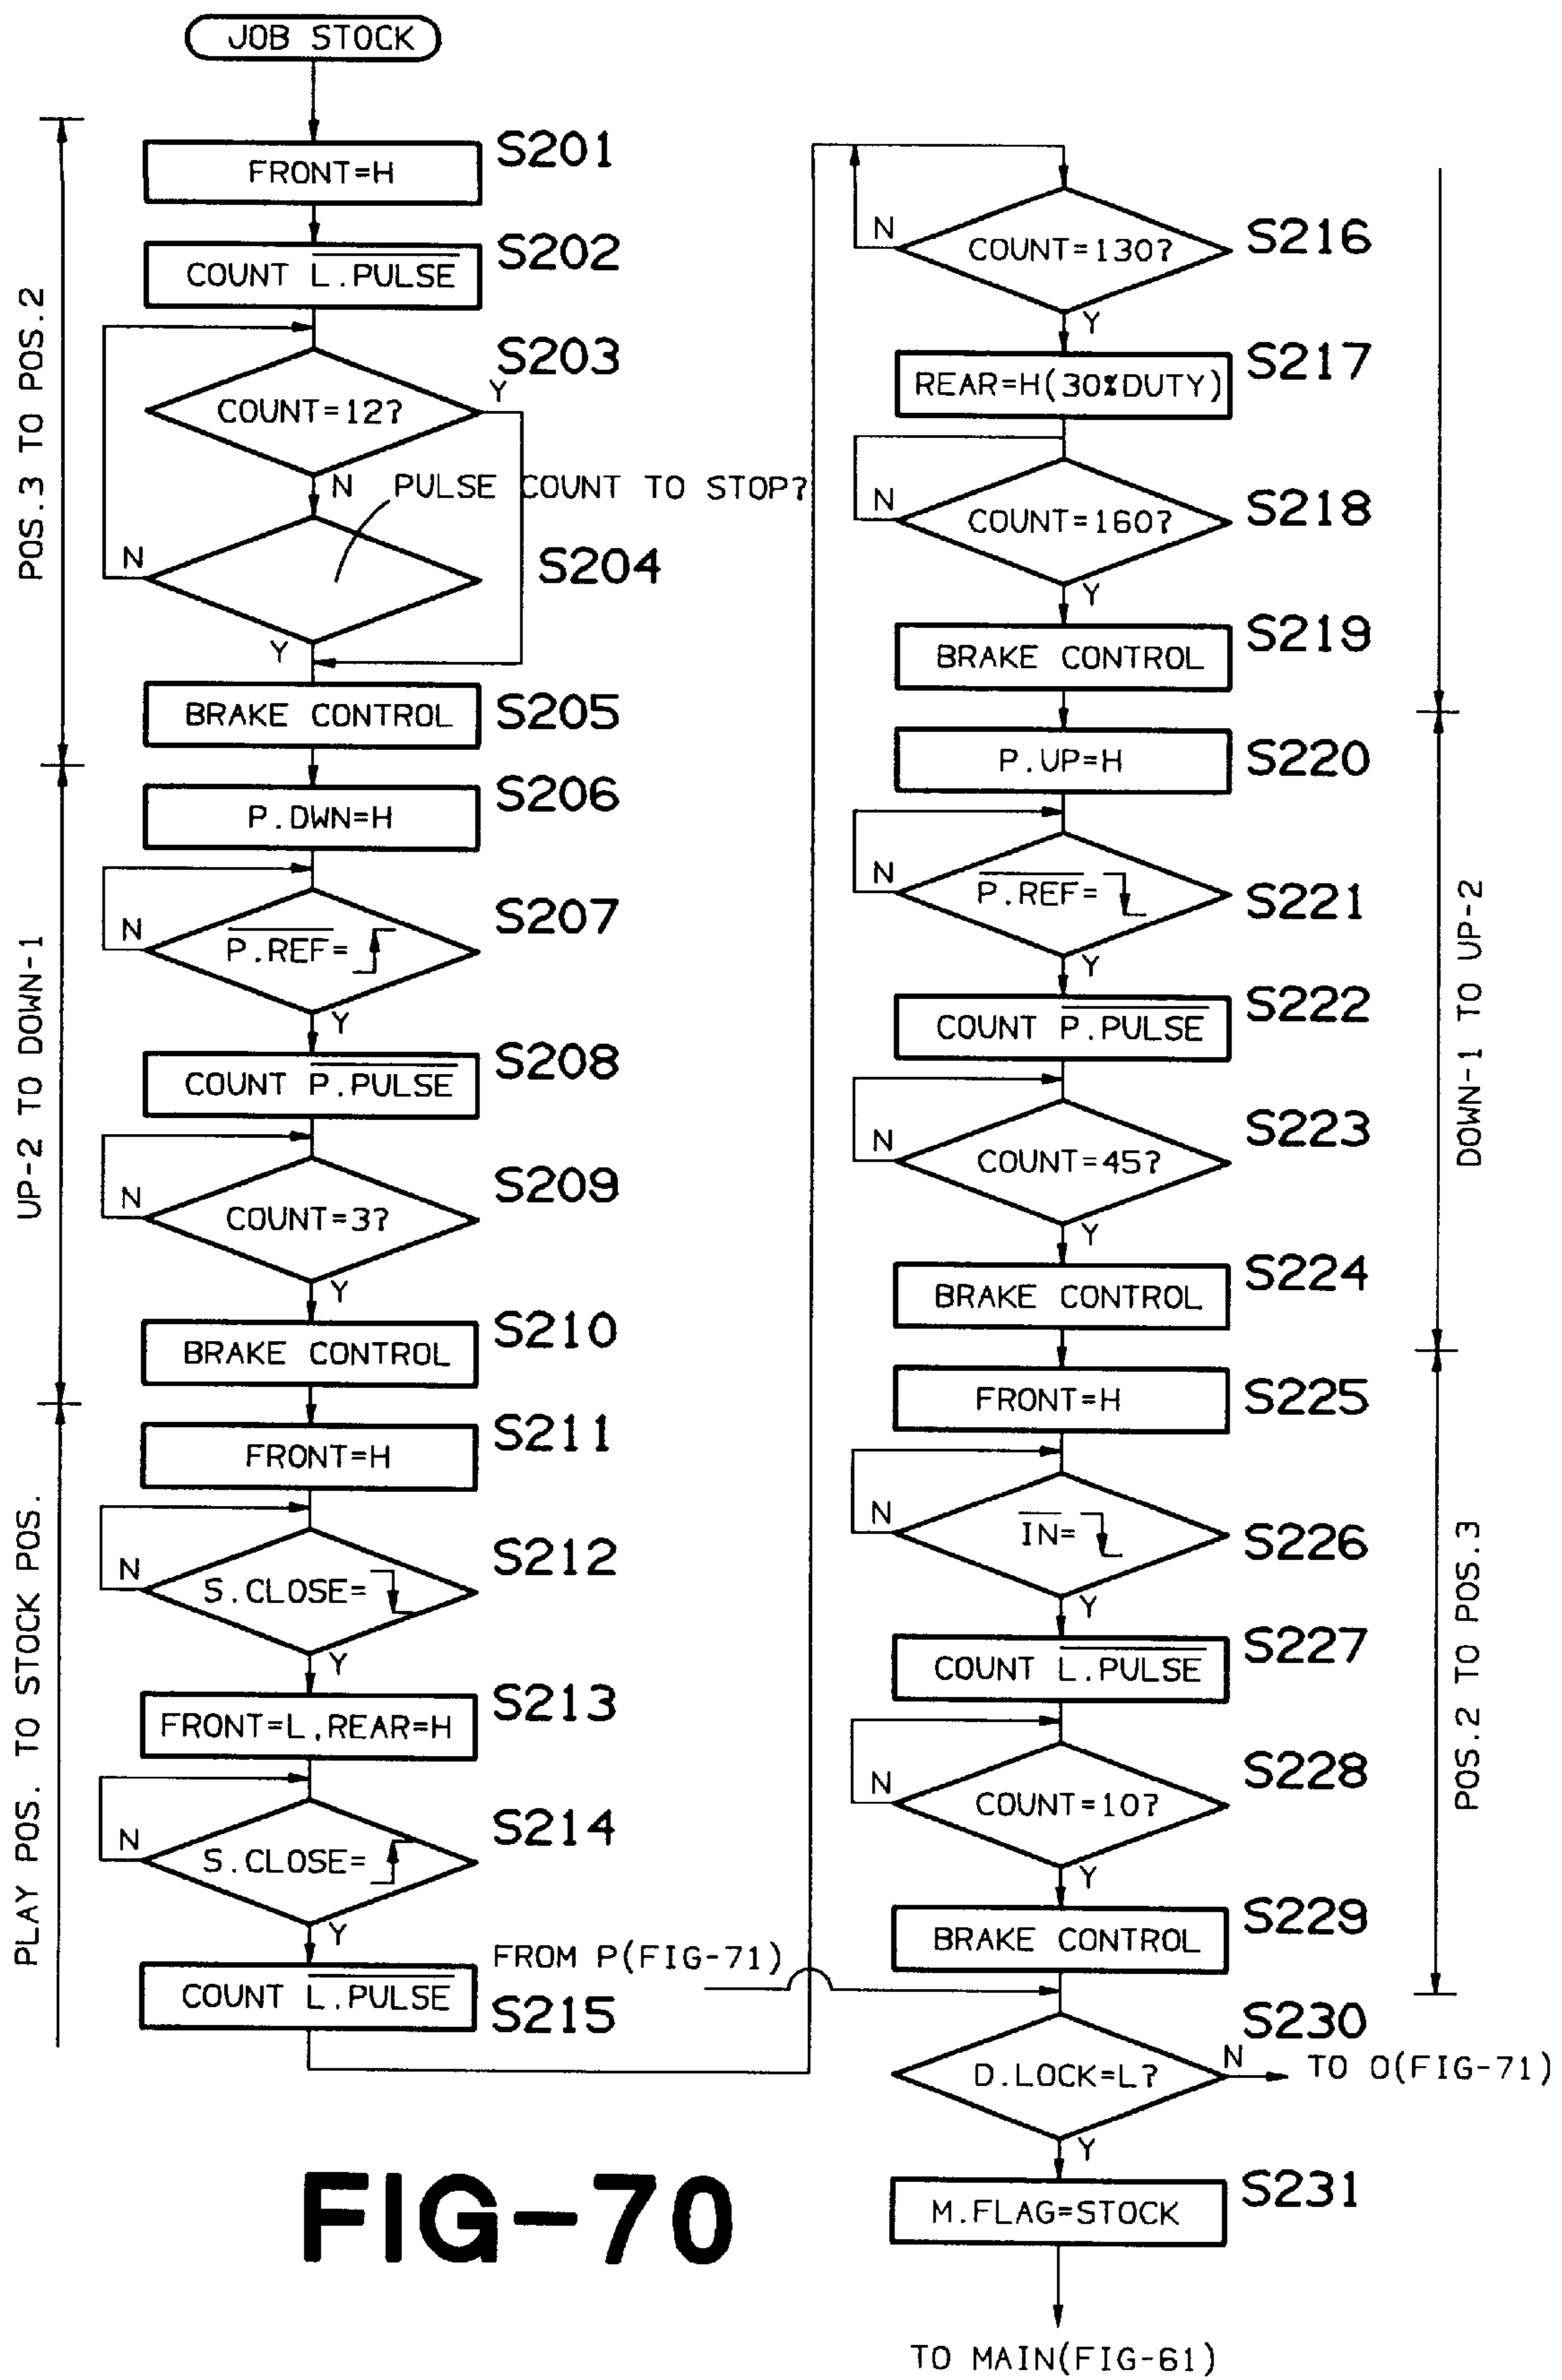 JOB STOCK
POS.3 TO POS.2
S201
FRONT=H
S202
COUNT L.PULSE
S203
COUNT=12?
Y
N
PULSE COUNT TO STOP?
N
S204
Y
BRAKE CONTROL
S205
UP-2 TO DOWN-1
S206
P.DWN=H
S207
N
P.REF=
Y
S208
COUNT P.PULSE
S209
N
COUNT=3?
Y
S210
BRAKE CONTROL
PLAY POS. TO STOCK POS.
S211
FRONT=H
S212
N
S.CLOSE=
Y
S213
FRONT=L,REAR=H
S214
N
S.CLOSE=
Y
COUNT L.PULSE
S215
S216
N
COUNT=130?
Y
S217
REAR=H(30%DUTY)
S218
N
COUNT=160?
Y
S219
BRAKE CONTROL
DOWN-1 TO UP-2
S220
P.UP=H
S221
N
P.REF=
Y
S222
COUNT P.PULSE
S223
N
COUNT=45?
Y
S224
BRAKE CONTROL
POS.2 TO POS.3
S225
FRONT=H
S226
N
IN=
Y
S227
COUNT L.PULSE
S228
N
COUNT=10?
Y
S229
BRAKE CONTROL
FROM P(FIG-71)
S230
D.LOCK=L?
N
TO O(FIG-71)
Y
S231
M.FLAG=STOCK
TO MAIN(FIG-61)
FIG-70